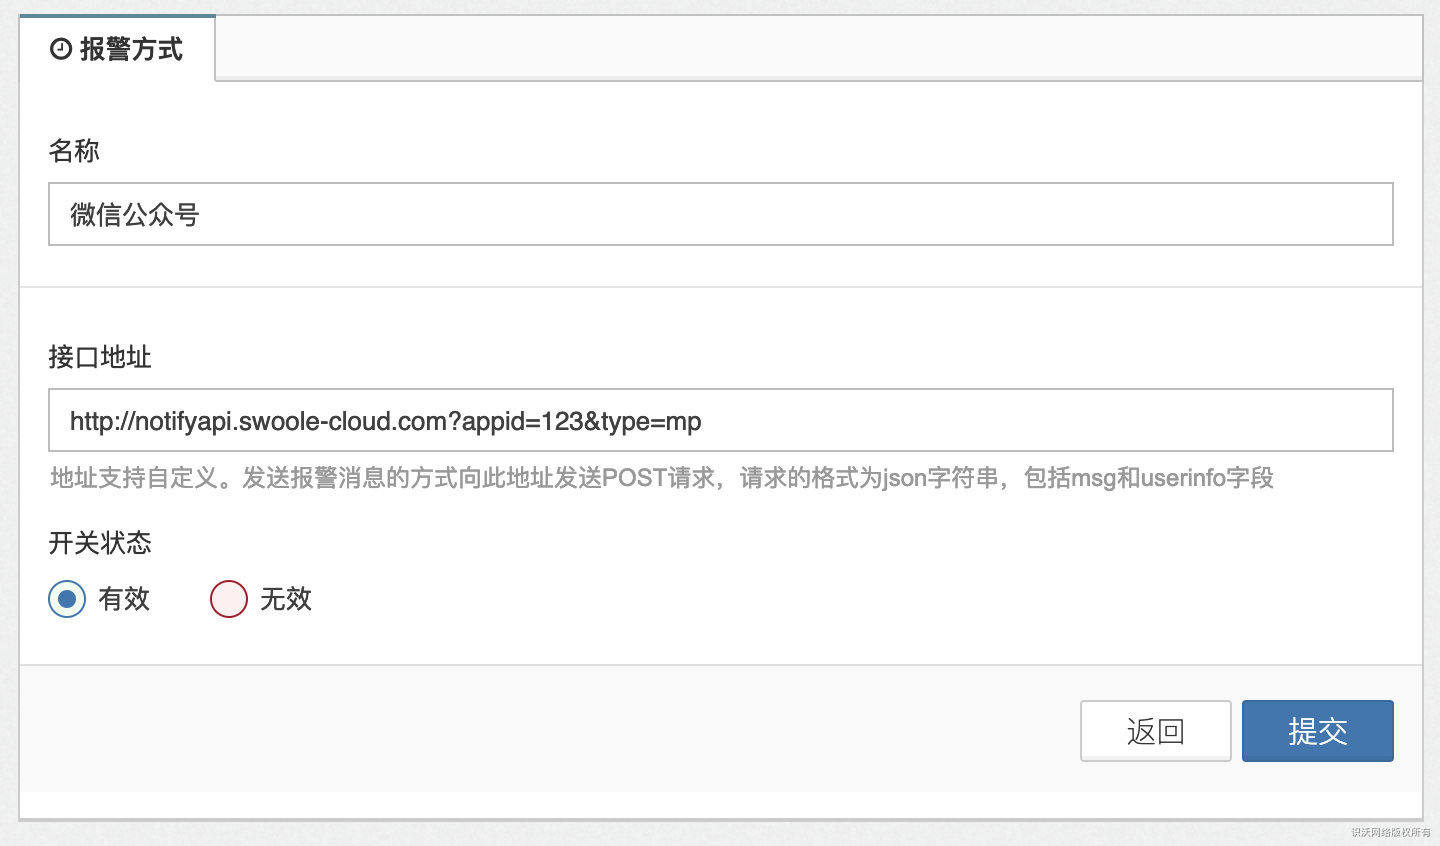 报警方式
名称
微信公众号
接口地址
http://notifyapi.swoole-cloud.com?appid=123&type=mp
地址支持自定义。发送报警消息的方式向此地址发送POST请求，请求的格式为json字符串，包括msg和userinfo字段
开关状态
有效 无效
返回 提交
识沃网络版权所有